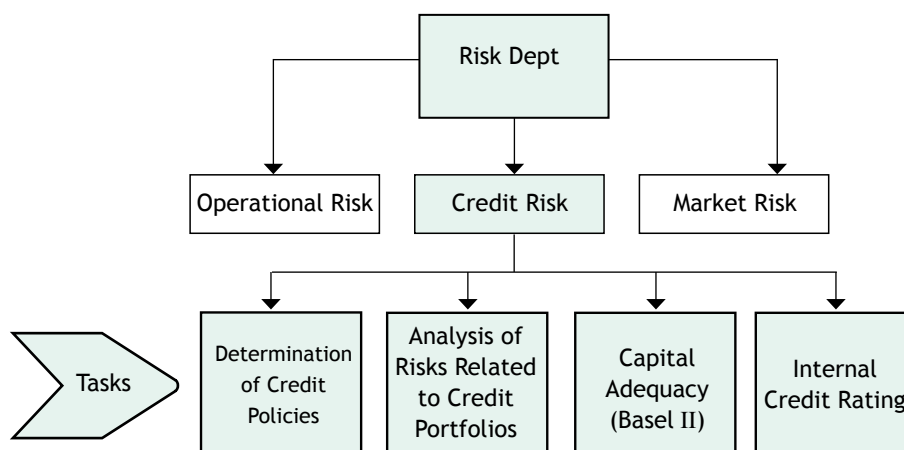 Risk Dept
Operational Risk
Credit Risk
Market Risk
Tasks
Determination
of Credit
Policies
Analysis of
Risks Related
to Credit
Portfolios
Capital
Adequacy
(Basel II)
Internal
Credit Rating